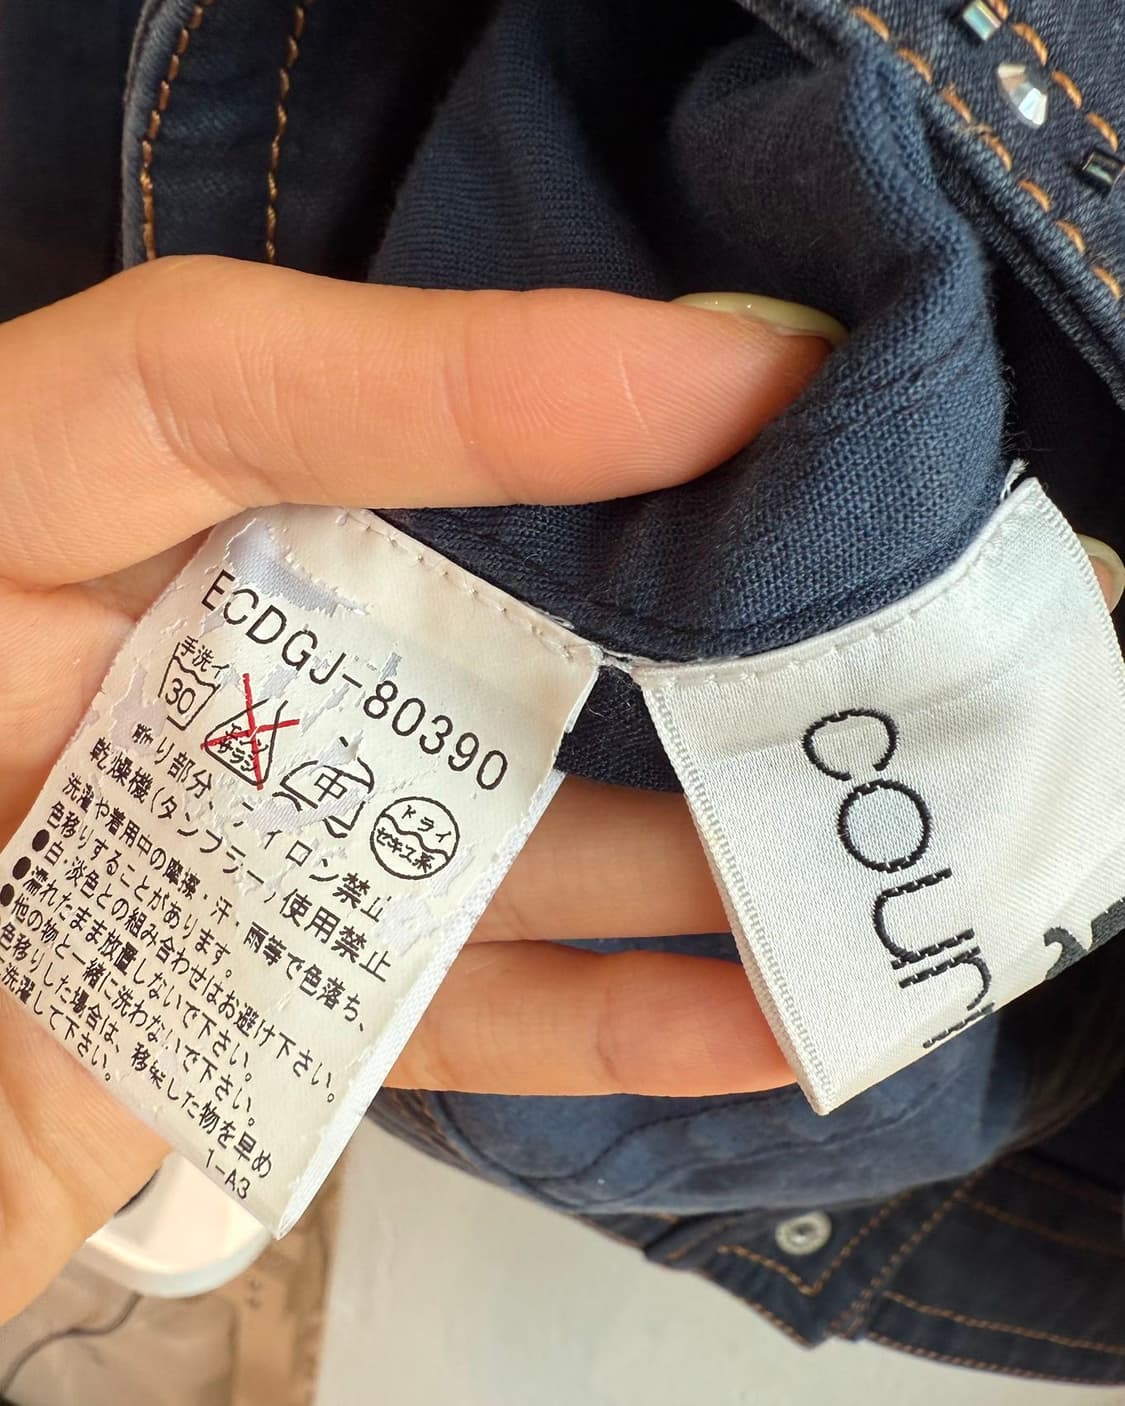 ECDGJ-80390
手洗イ
30
エンソ
サラシ
中
ドライ
セキユ系
飾り部分、アイロン禁止
乾燥機(タンブラー)使用禁止
洗濯や着用中の摩擦・汗・雨等で色落ち、
色移りすることがあります。
●白・淡色との組み合わせはお避け下さい。
●濡れたまま放置しないで下さい。
●他の物と一緒に洗わないで下さい。
色移りした場合は、移染した物を早め
洗濯して下さい。
1-A3